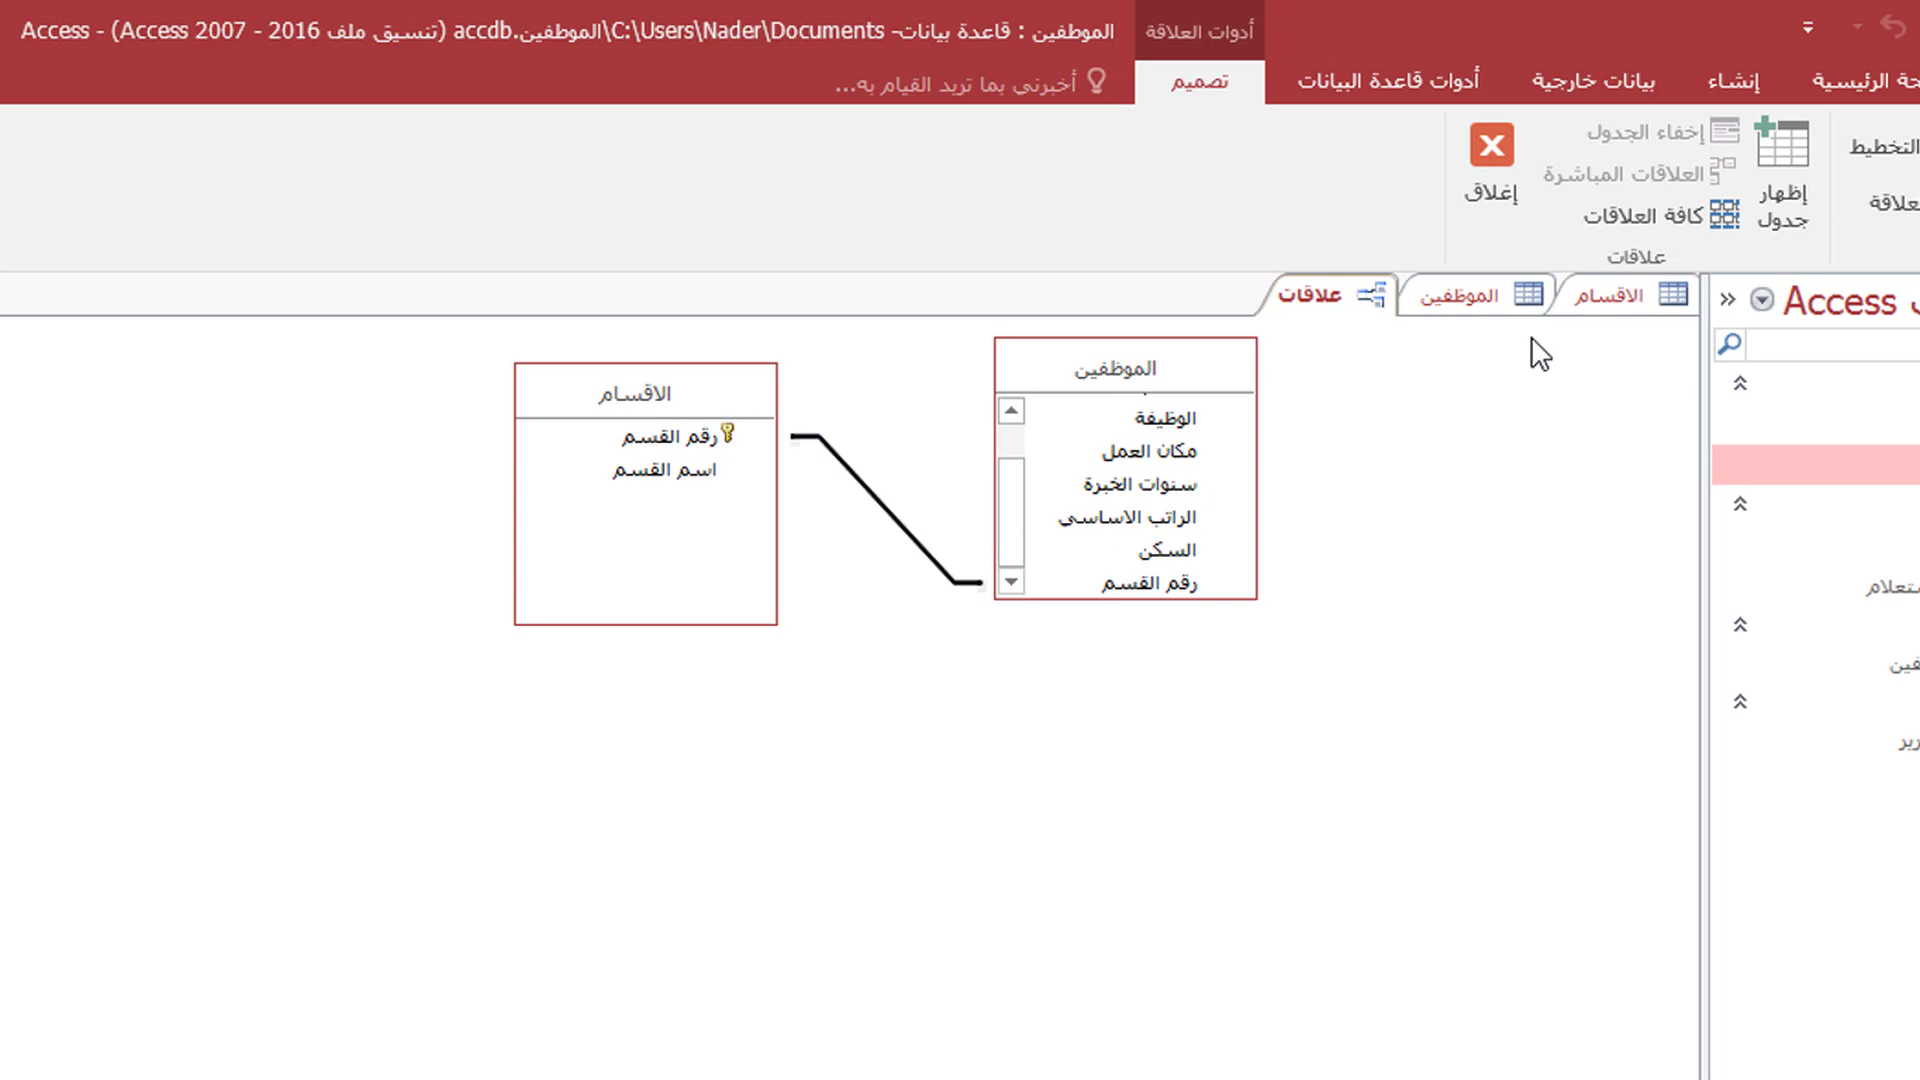 الموظفين : قاعدة بيانات- C:\Users\Nader\Documents\الموظفين.accdb (تنسيق ملف Access 2007 - 2016) - Access
أدوات العلاقة
الرئيسية
إنشاء
بيانات خارجية
أدوات قاعدة البيانات
تصميم
أخبرني بما تريد القيام به...
التخطيط
إظهار
جدول
إخفاء الجدول
العلاقات المباشرة
كافة العلاقات
إغلاق
علاقات
Access
الاقسام
الموظفين
علاقات
الموظفين
الوظيفة
مكان العمل
سنوات الخبرة
الراتب الاساسي
السكن
رقم القسم
الاقسام
رقم القسم
اسم القسم